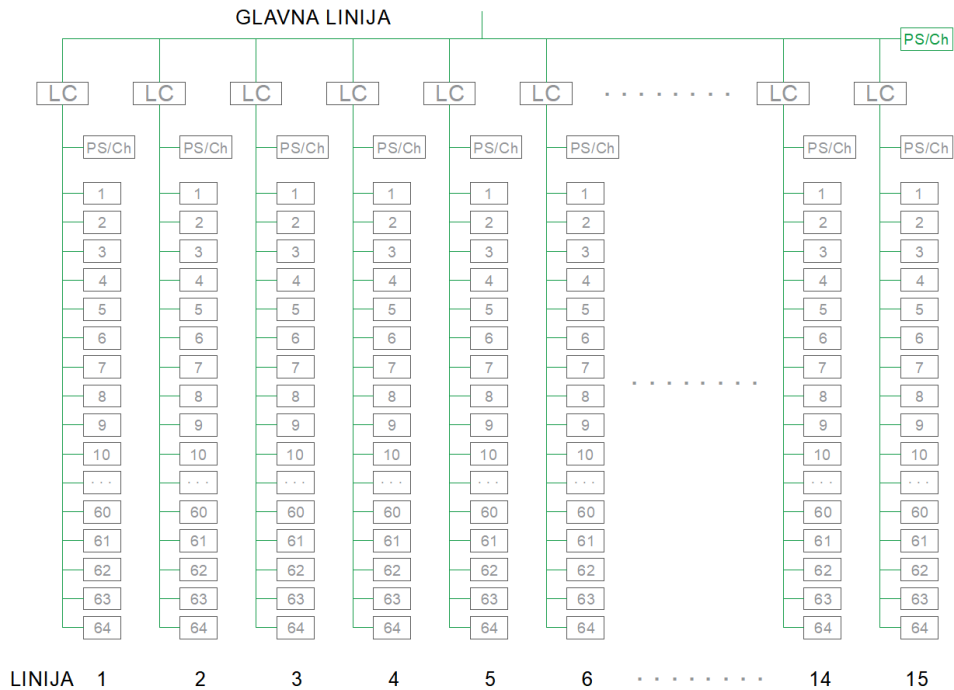 GLAVNA LINIJA
PS/Ch
LC LC LC LC LC LC . . . . . . . . LC LC
PS/Ch PS/Ch PS/Ch PS/Ch PS/Ch PS/Ch PS/Ch PS/Ch
1 1 1 1 1 1 1 1
2 2 2 2 2 2 2 2
3 3 3 3 3 3 3 3
4 4 4 4 4 4 4 4
5 5 5 5 5 5 5 5
6 6 6 6 6 6 6 6
7 7 7 7 7 7 7 7
8 8 8 8 8 8 . . . . . . . . 8 8
9 9 9 9 9 9 9 9
10 10 10 10 10 10 10 10
... ... ... ... ... ... ... ...
60 60 60 60 60 60 60 60
61 61 61 61 61 61 61 61
62 62 62 62 62 62 62 62
63 63 63 63 63 63 63 63
64 64 64 64 64 64 64 64
LINIJA 1 2 3 4 5 6 . . . . . . . . 14 15